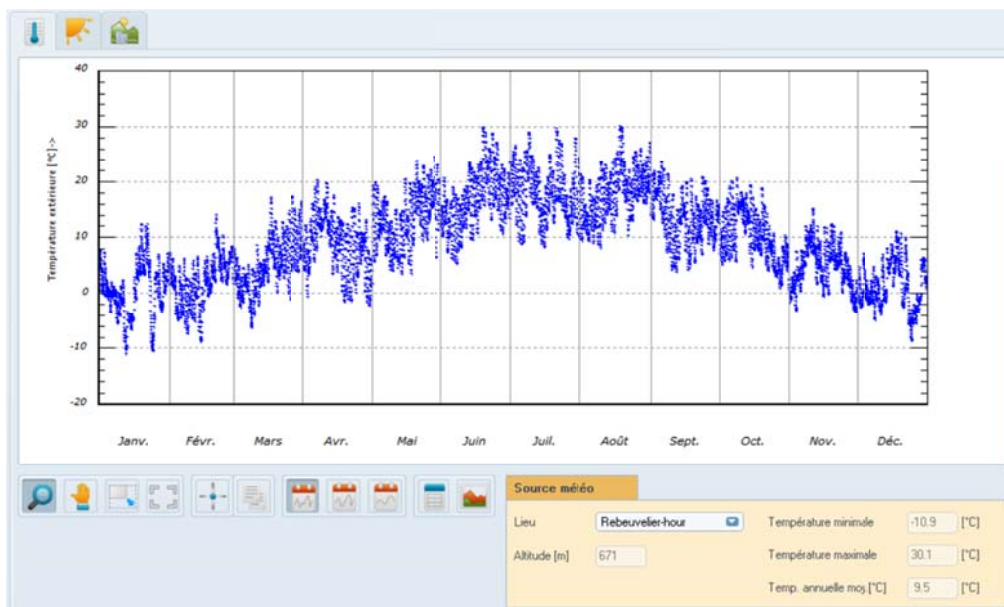 40
30
20
10
0
-10
-20
Température extérieure [°C]->
Janv. Févr. Mars Avr. Mai Juin Juil. Août Sept. Oct. Nov. Déc.
Source météo
Lieu Rebeuvelier-hour Température minimale -10.9 [°C]
Altitude [m] 671 Température maximale 30.1 [°C]
Temp. annuelle moy.[°C] 9.5 [°C]